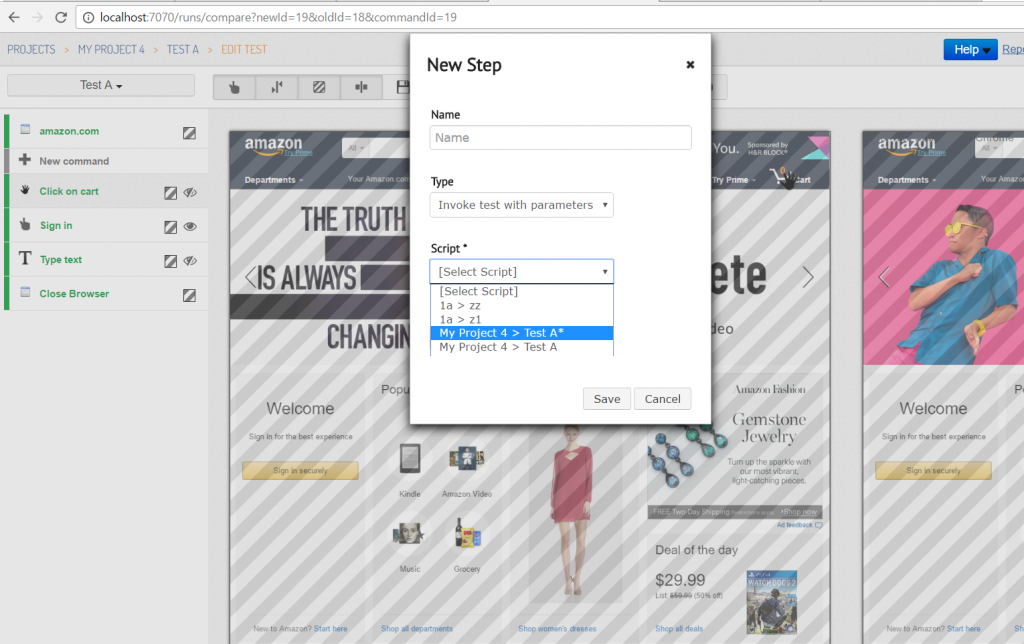 localhost:7070/runs/compare?newId=19&oldId=18&commandId=19
PROJECTS > MY PROJECT 4 > TEST A > EDIT TEST
Help
Repo
Test A
amazon.com
New command
Click on cart
Sign in
T Type text
Close Browser
New Step
✖
Name
Name
Type
Invoke test with parameters
Script *
[Select Script]
[Select Script]
1a > zz
1a > z1
My Project 4 > Test A*
My Project 4 > Test A
Save
Cancel
amazon
Try Prime
All
Departments
Your Amazon.com
You.
Sponsored by
H&R BLOCK
Try Prime
0
Cart
THE TRUTH
IS ALWAYS
CHANGING
ete
deo
Welcome
Sign in for the best experience
Sign in securely
New to Amazon? Start here
Popu
Kindle
Amazon Video
Music
Grocery
Shop all departments
Shop women's dresses
Amazon Fashion
Gemstone
Jewelry
Turn up the sparkle with
our most vibrant,
light-catching pieces.
FREE Two-Day Shipping
›Shop now
Ad feedback
Deal of the day
$29.99
List $59.99 (50% off)
PS4
WATCH DOGS 2
Shop all deals
amazon
Try Prime
Chrome
All
Departments
Your Amazo
Welcome
Sign in for the best experience
Sign in securely
New to Amazon? Start here
P
Sho